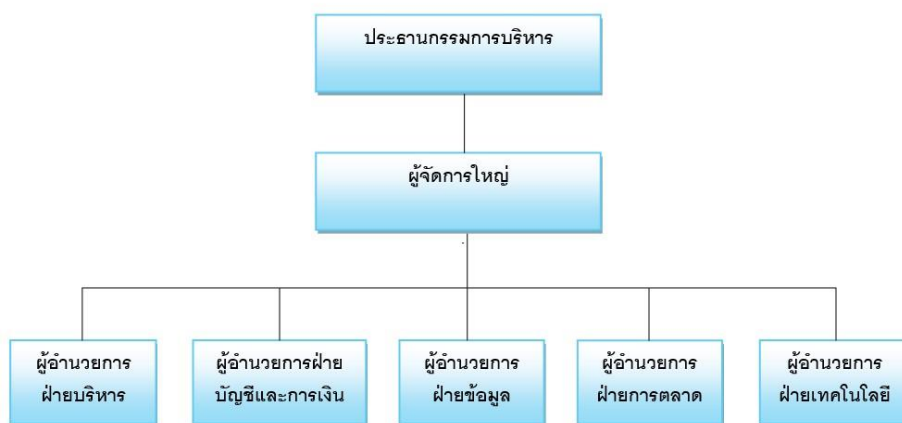 ประธานกรรมการบริหาร
ผู้จัดการใหญ่
ผู้อำนวยการ
ฝ่ายบริหาร
ผู้อำนวยการฝ่าย
บัญชีและการเงิน
ผู้อำนวยการ
ฝ่ายข้อมูล
ผู้อำนวยการ
ฝ่ายการตลาด
ผู้อำนวยการ
ฝ่ายเทคโนโลยี